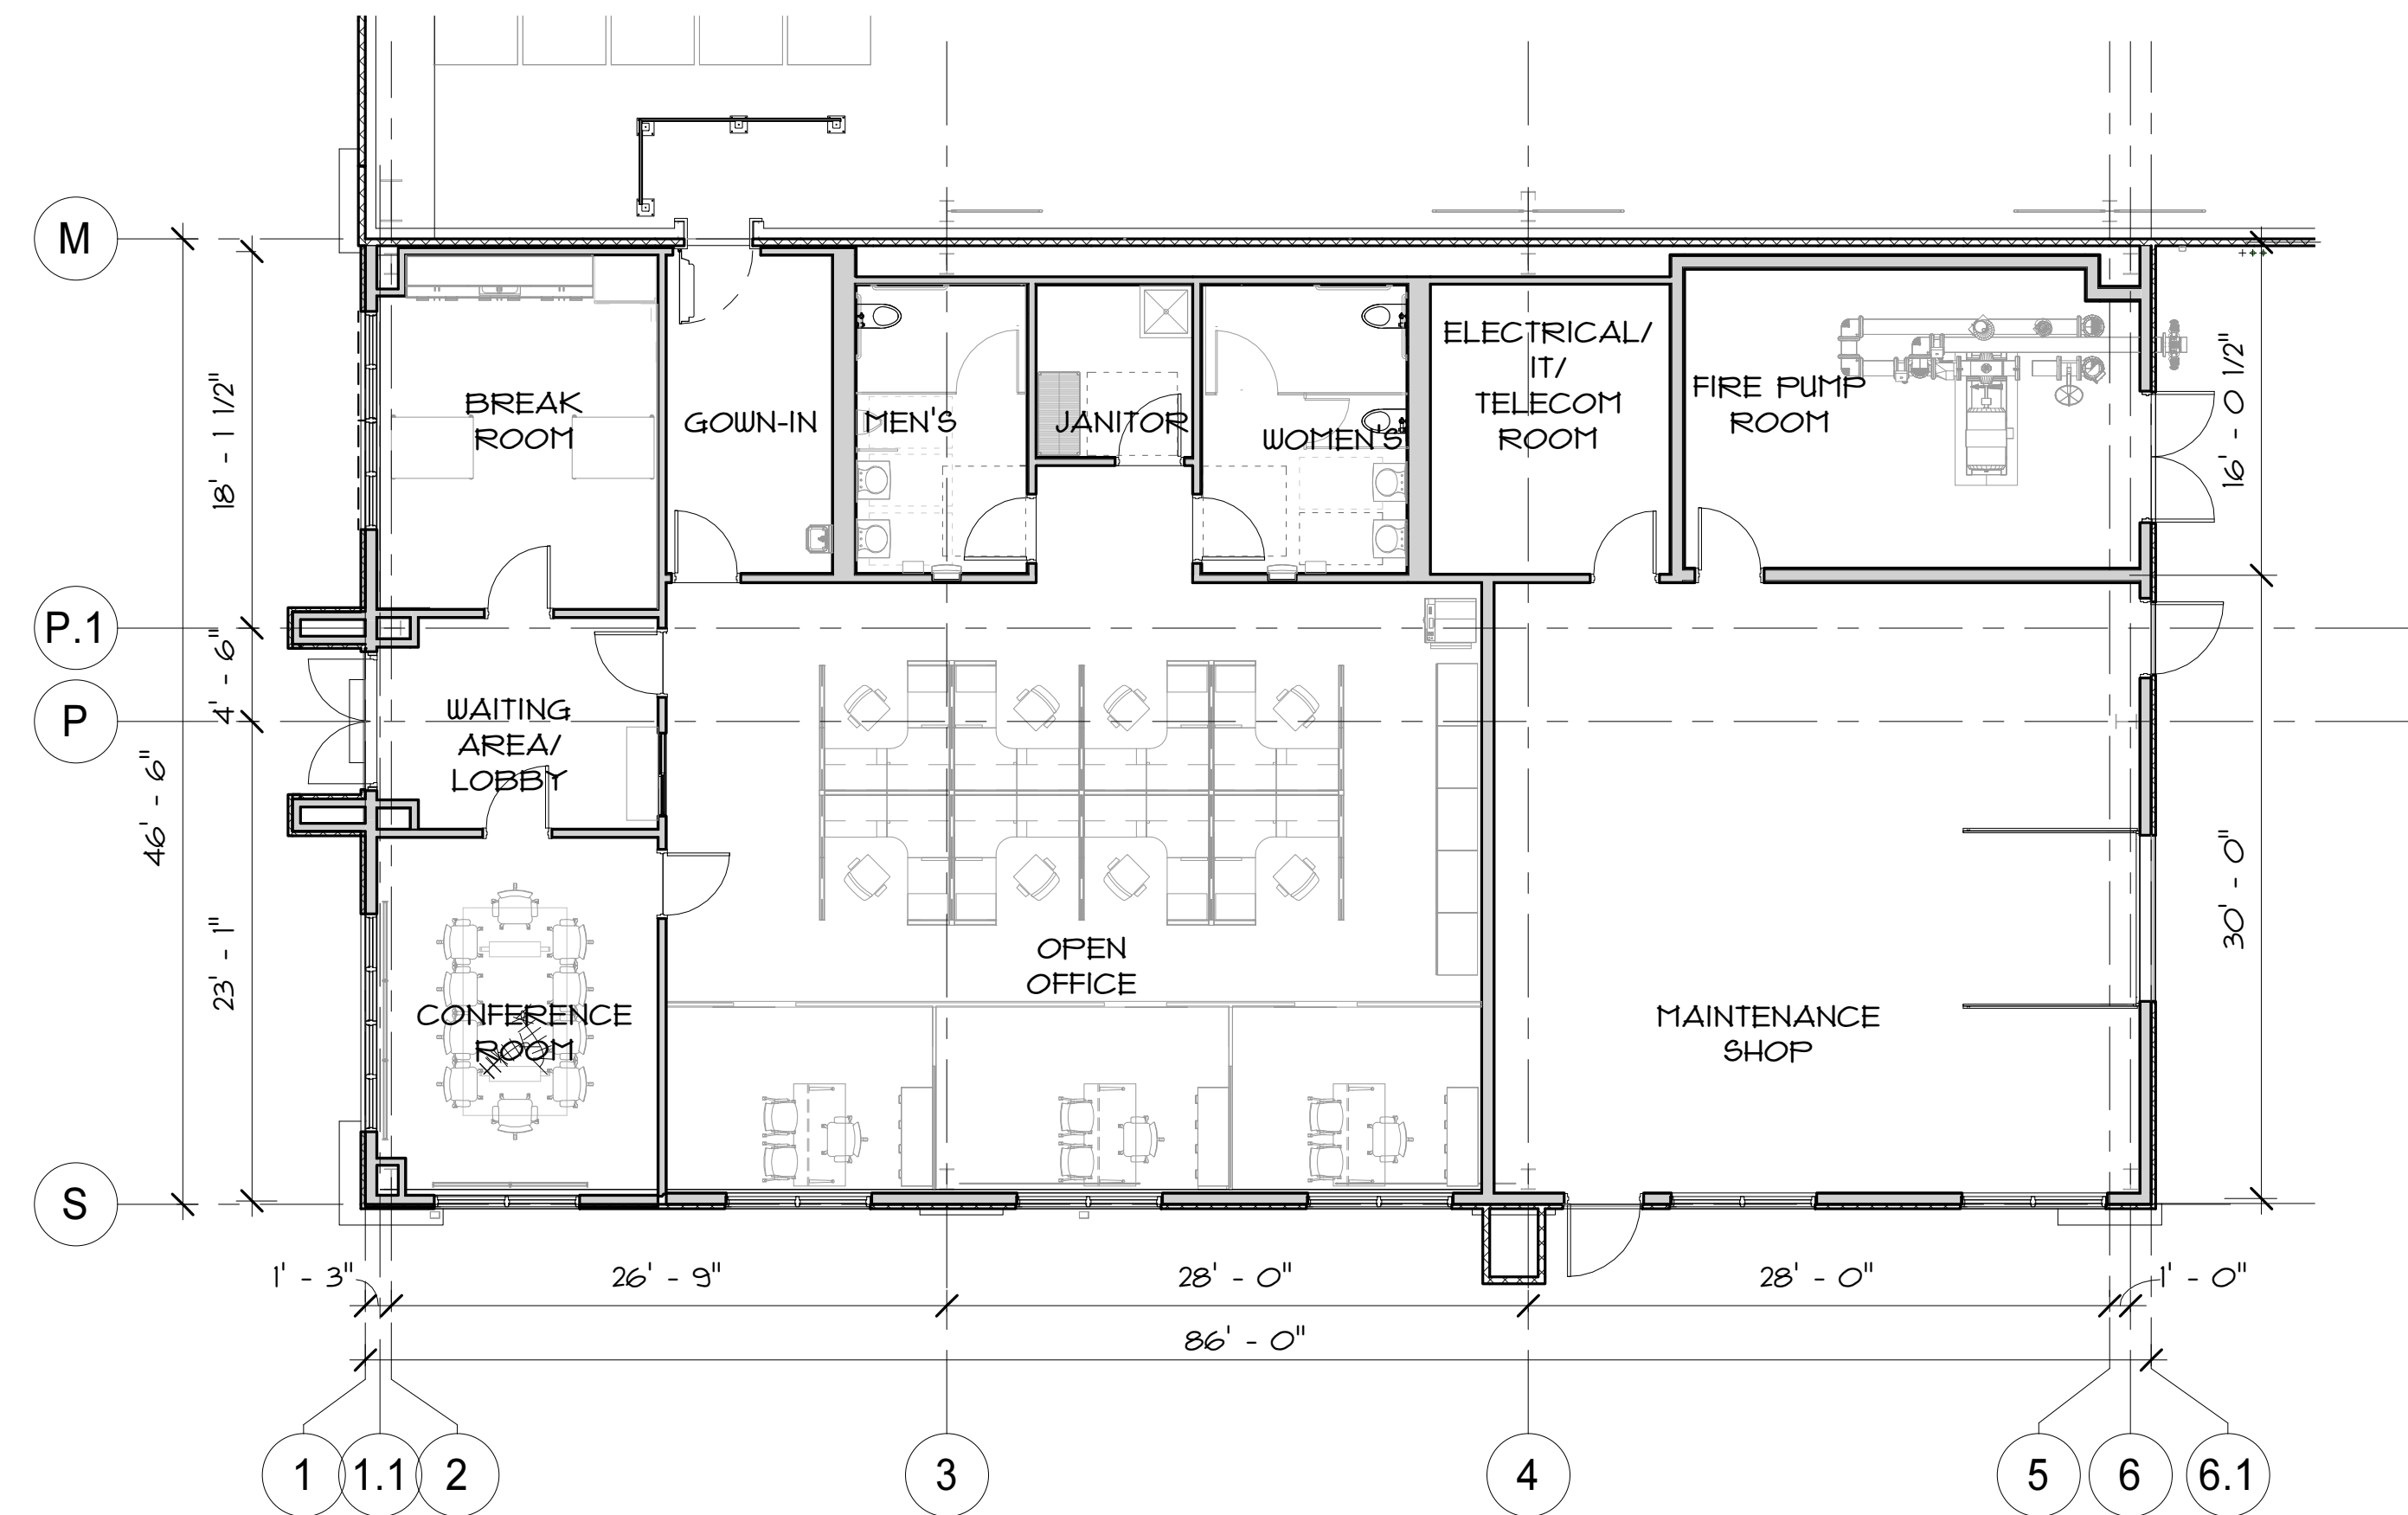 M
P.1
P
S
18' - 1 1/2"
4' - 6"
46' - 6"
23' - 1"
BREAK
ROOM
GOWN-IN
MEN'S
JANITOR
WOMEN'S
ELECTRICAL/
IT/
TELECOM
ROOM
FIRE PUMP
ROOM
16' - 0 1/2"
WAITING
AREA/
LOBBY
OPEN
OFFICE
CONFERENCE
ROOM
MAINTENANCE
SHOP
30' - 0"
1' - 3"
26' - 9"
28' - 0"
28' - 0"
1' - 0"
86' - 0"
1
1.1
2
3
4
5
6
6.1